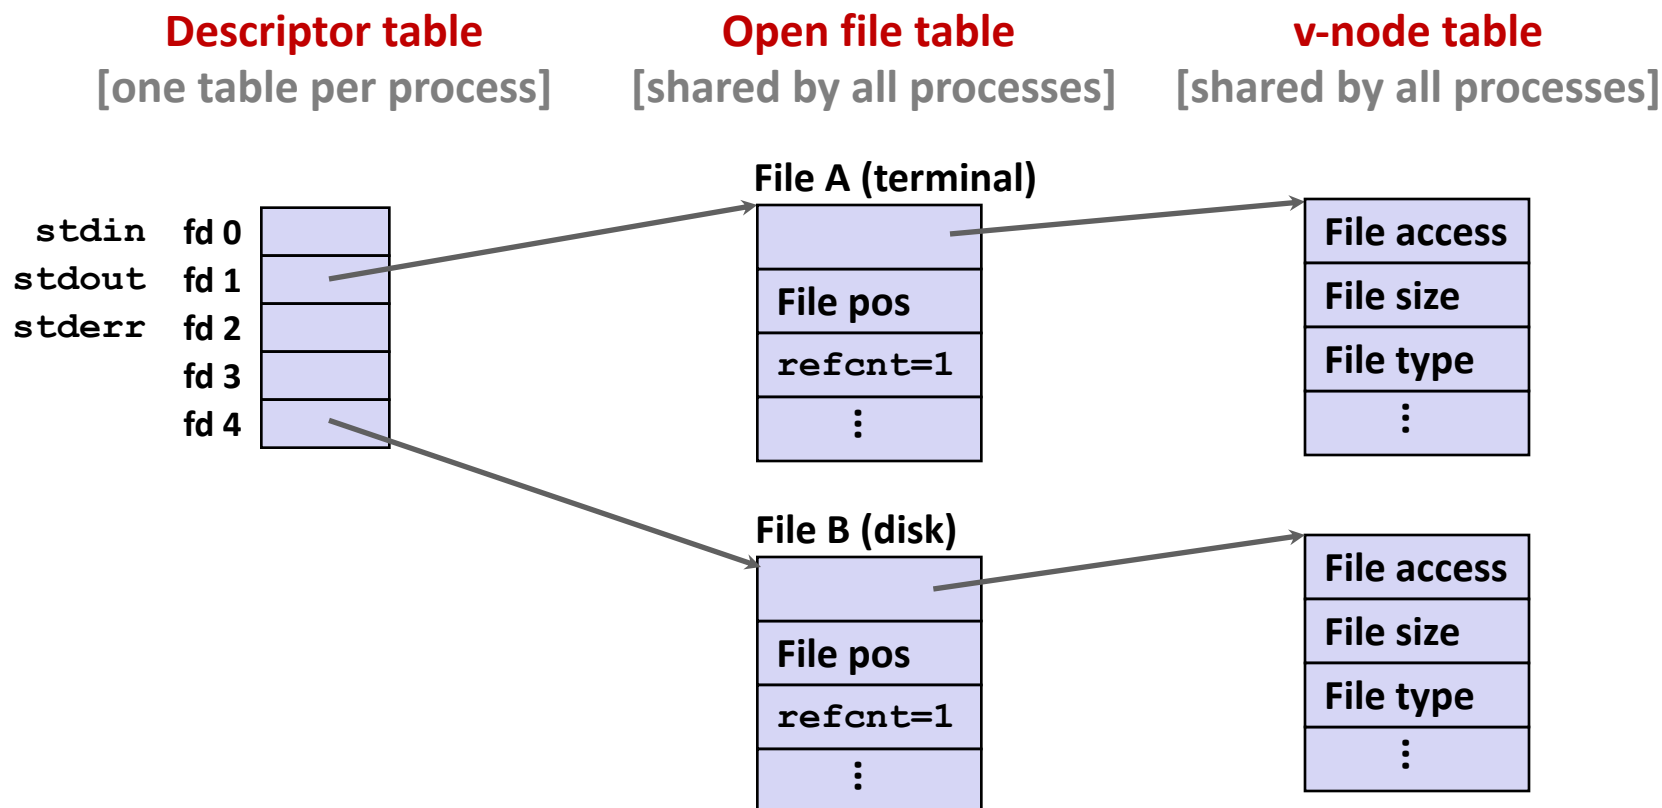 Descriptor table
[one table per process]
Open file table
[shared by all processes]
v-node table
[shared by all processes]
stdin fd 0
stdout fd 1
stderr fd 2
fd 3
fd 4
File A (terminal)
File pos
refcnt=1
⋮
File access
File size
File type
⋮
File B (disk)
File pos
refcnt=1
⋮
File access
File size
File type
⋮